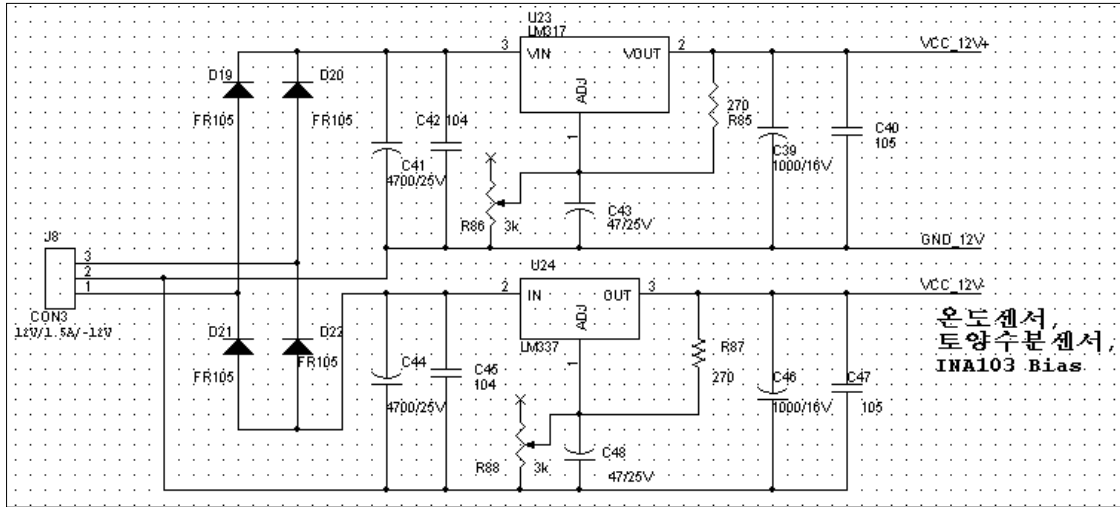 U23
LM317
3
VIN
VOUT
2
VCC_12V+
ADJ
1
D19
D20
FR105
FR105
C42
104
C41
4700/25V
270
R85
C39
1000/16V
C40
105
R86
3k
C43
47/25V
GND_12V
J8
3
2
1
CON3
12V/1.5A/-12V
U24
2
IN
OUT
3
VCC_12V-
ADJ
LM337
1
D21
D22
FR105
FR105
C44
4700/25V
C45
104
R87
270
C46
1000/16V
C47
105
R88
3k
C48
47/25V
온도센서,
토양수분센서,
INA103 Bias